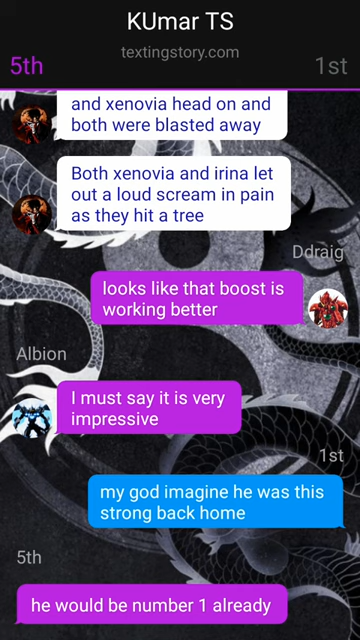 KUmar TS
textingstory.com
5th
1st
and xenovia head on and
both were blasted away
Both xenovia and irina let
out a loud scream in pain
as they hit a tree
Ddraig
looks like that boost is
working better
Albion
I must say it is very
impressive
1st
my god imagine he was this
strong back home
5th
he would be number 1 already